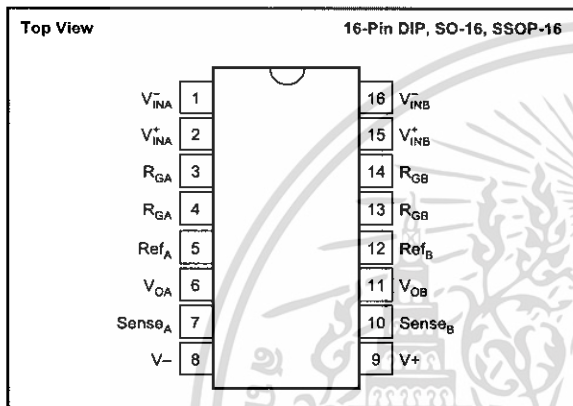 Top View 16-Pin DIP, SO-16, SSOP-16
V⁻INA 1 16 V⁻INB
V⁺INA 2 15 V⁺INB
RGA 3 14 RGB
RGA 4 13 RGB
RefA 5 12 RefB
VOA 6 11 VOB
SenseA 7 10 SenseB
V– 8 9 V+